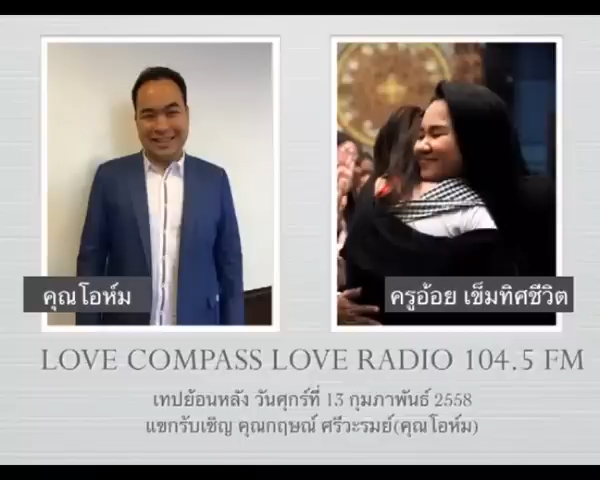 คุณโอห์ม
ครูอ้อย เข็มทิศชีวิต
LOVE COMPASS LOVE RADIO 104.5 FM
เทปย้อนหลัง วันศุกร์ที่ 13 กุมภาพันธ์ 2558
แขกรับเชิญ คุณกฤษณ์ ศรีวะรมย์(คุณโอห์ม)